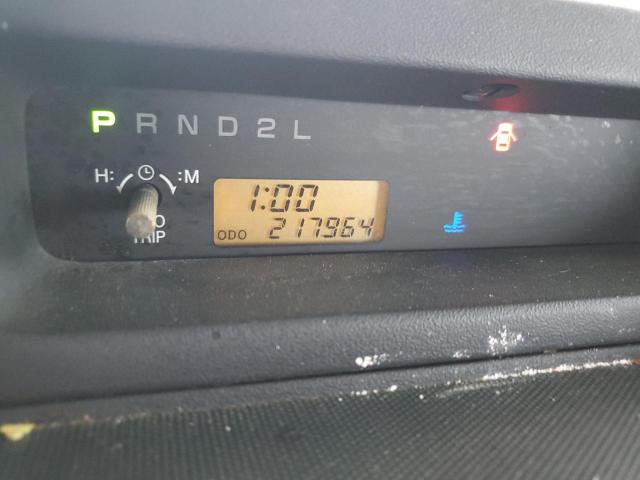 P R N D 2 L
H: :M
1:00
ODO 217964
TRIP